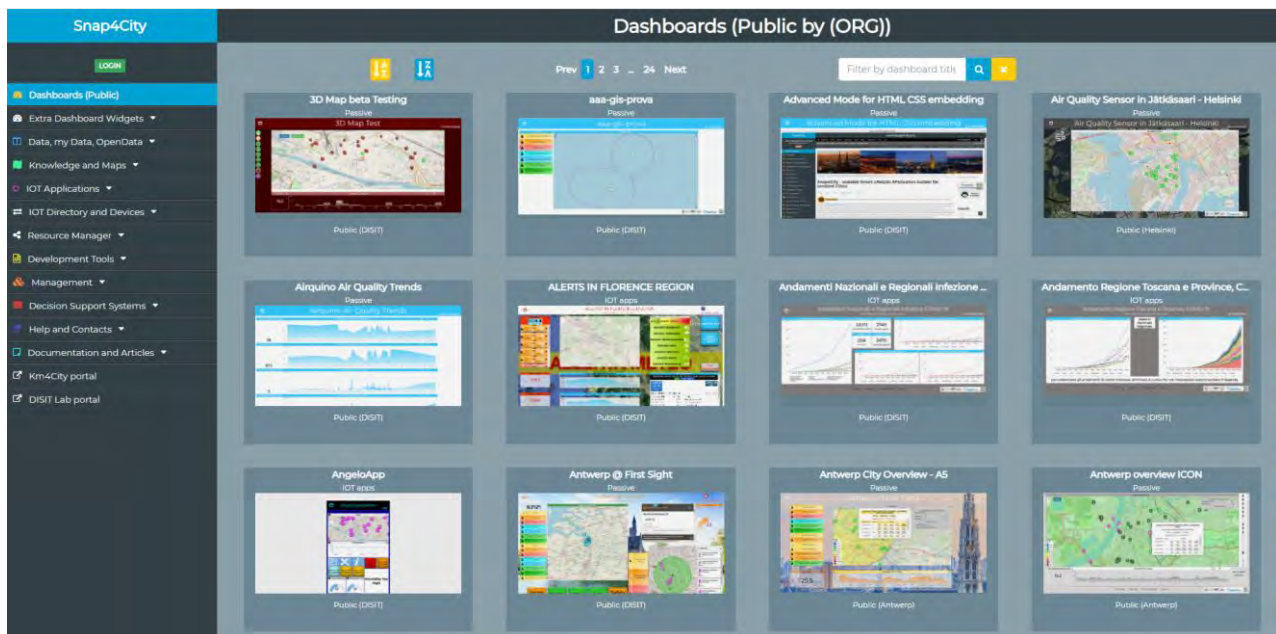 Snap4City
Dashboards (Public by (ORG))
LOGIN
Prev 1 2 3 ... 24 Next
Filter by dashboard title
Dashboards (Public)
Extra Dashboard Widgets
Data, my Data, OpenData
Knowledge and Maps
IOT Applications
IOT Directory and Devices
Resource Manager
Development Tools
Management
Decision Support Systems
Help and Contacts
Documentation and Articles
Km4City portal
DISIT Lab portal
3D Map beta Testing
Passive
3D Map Test
Public (DISIT)
aaa-gis-prova
Passive
aaa-gis-prova
Public (DISIT)
Advanced Mode for HTML CSS embedding
Passive
Public (DISIT)
Air Quality Sensor in Jätkäsaari - Helsinki
Passive
Air Quality Sensor in Jätkäsaari - Helsinki
Public (Helsinki)
Airquino Air Quality Trends
Passive
Airquino Air Quality Trends
Public (DISIT)
ALERTS IN FLORENCE REGION
IOT apps
Public (DISIT)
Andamenti Nazionali e Regionali Infezione ...
IOT apps
Public (DISIT)
Andamento Regione Toscana e Province, C...
IOT apps
Public (DISIT)
AngeloApp
IOT apps
Public (DISIT)
Antwerp @ First Sight
Passive
Public (DISIT)
Antwerp City Overview - AS
Passive
Public (Antwerp)
Antwerp overview ICON
Passive
Public (Antwerp)